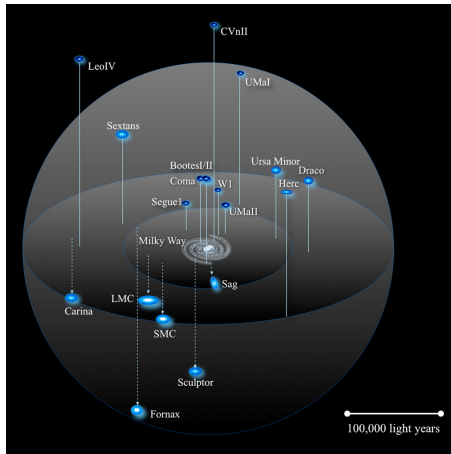 CVnII
LeoIV
UMaI
Sextans
BootesI/II
Ursa Minor
Draco
Coma
W1
Herc
Segue1
UMaII
Milky Way
Sag
LMC
Carina
SMC
Sculptor
Fornax
100,000 light years